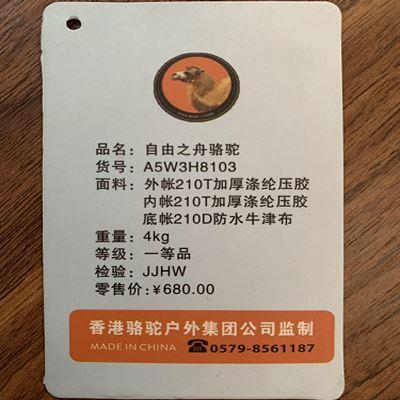 品名：自由之舟骆驼
货号：A5W3H8103
面料：外帐210T加厚涤纶压胶
内帐210T加厚涤纶压胶
底帐210D防水牛津布
重量：4kg
等级：一等品
检验：JJHW
零售价：¥680.00
香港骆驼户外集团公司监制
MADE IN CHINA ☎0579-8561187